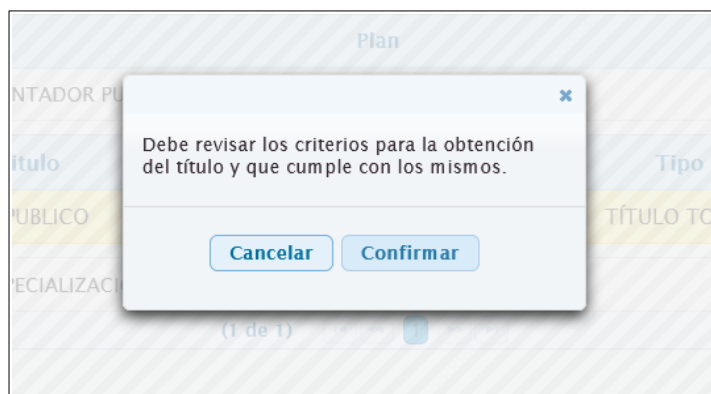 Plan
NTADOR PU
Debe revisar los criterios para la obtención
del título y que cumple con los mismos.
itulo
Tipo
PUBLICO
TÍTULO TO
Cancelar
Confirmar
PECIALIZACI
(1 de 1)
1